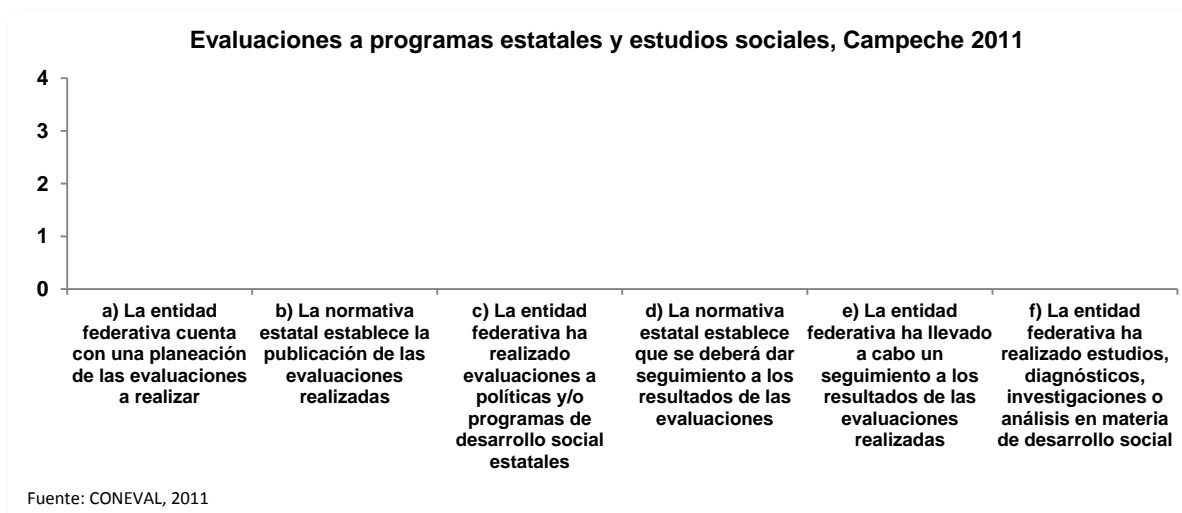 Evaluaciones a programas estatales y estudios sociales, Campeche 2011
4
3
2
1
0
a) La entidad
federativa cuenta
con una planeación
de las evaluaciones
a realizar
b) La normativa
estatal establece la
publicación de las
evaluaciones
realizadas
c) La entidad
federativa ha
realizado
evaluaciones a
políticas y/o
programas de
desarrollo social
estatales
d) La normativa
estatal establece
que se deberá dar
seguimiento a los
resultados de las
evaluaciones
e) La entidad
federativa ha llevado
a cabo un
seguimiento a los
resultados de las
evaluaciones
realizadas
f) La entidad
federativa ha
realizado estudios,
diagnósticos,
investigaciones o
análisis en materia
de desarrollo social
Fuente: CONEVAL, 2011